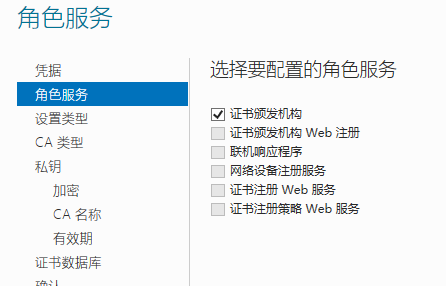 角色服务
凭据
角色服务
设置类型
CA 类型
私钥
加密
CA 名称
有效期
证书数据库
确认
选择要配置的角色服务
证书颁发机构
证书颁发机构 Web 注册
联机响应程序
网络设备注册服务
证书注册 Web 服务
证书注册策略 Web 服务